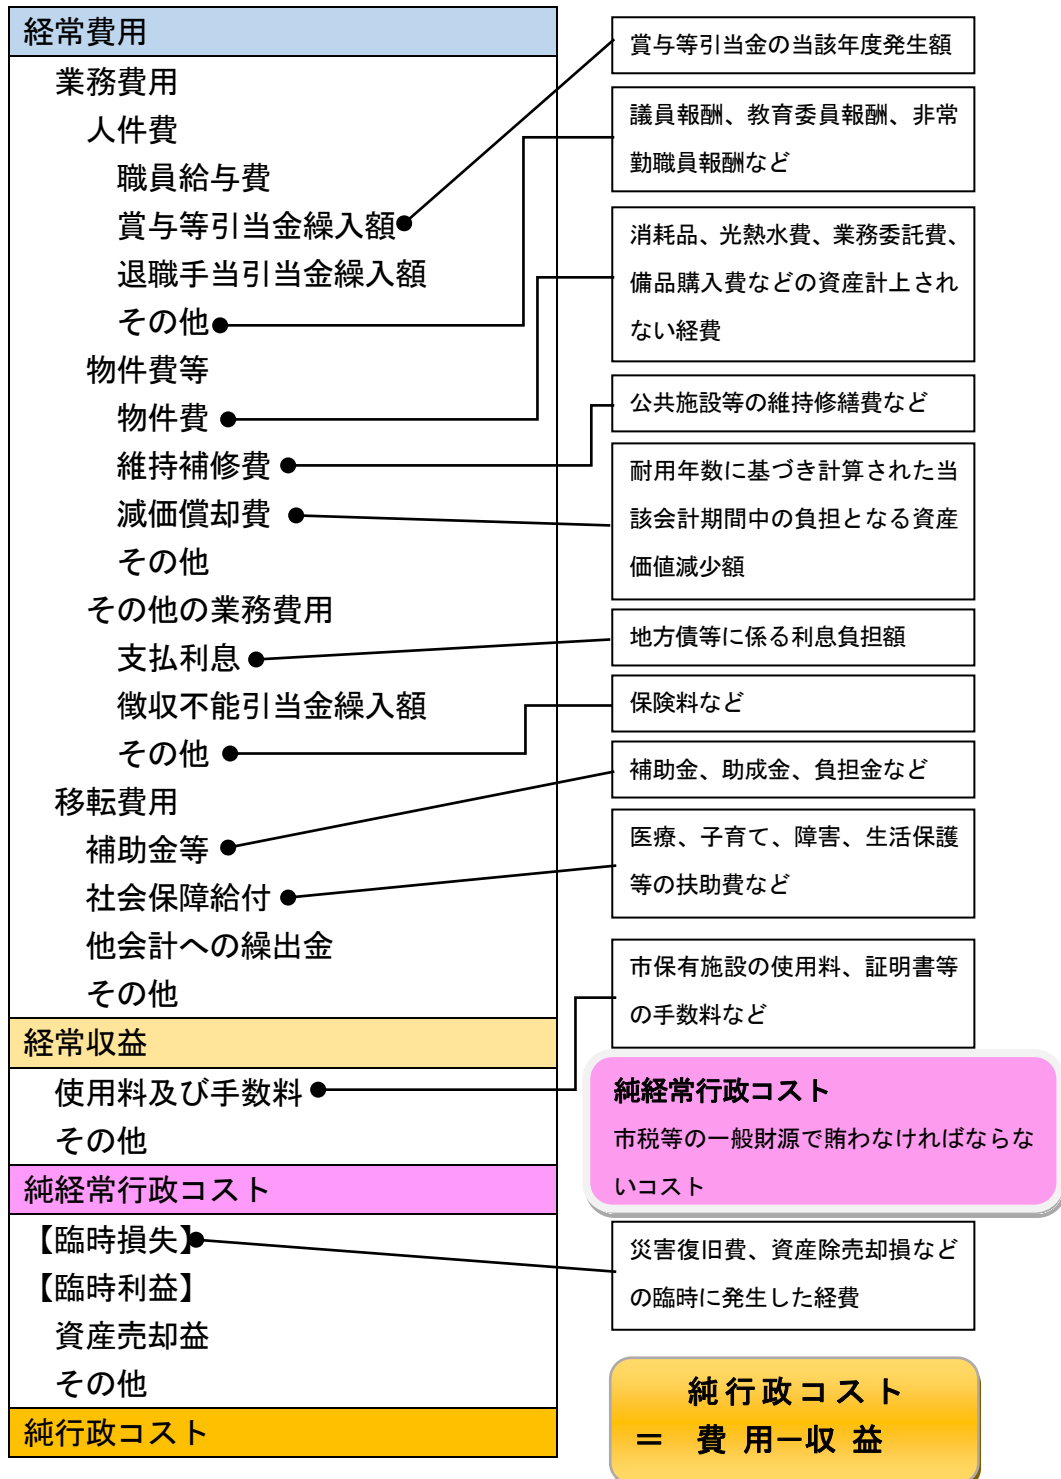 経常費用
業務費用
人件費
職員給与費
賞与等引当金繰入額
退職手当引当金繰入額
その他
物件費等
物件費
維持補修費
減価償却費
その他
その他の業務費用
支払利息
徴収不能引当金繰入額
その他
移転費用
補助金等
社会保障給付
他会計への繰出金
その他
経常収益
使用料及び手数料
その他
純経常行政コスト
【臨時損失】
【臨時利益】
資産売却益
その他
純行政コスト
賞与等引当金の当該年度発生額
議員報酬、教育委員報酬、非常
勤職員報酬など
消耗品、光熱水費、業務委託費、
備品購入費などの資産計上され
ない経費
公共施設等の維持修繕費など
耐用年数に基づき計算された当
該会計期間中の負担となる資産
価値減少額
地方債等に係る利息負担額
保険料など
補助金、助成金、負担金など
医療、子育て、障害、生活保護
等の扶助費など
市保有施設の使用料、証明書等
の手数料など
純経常行政コスト
市税等の一般財源で賄わなければならな
いコスト
災害復旧費、資産除売却損など
の臨時に発生した経費
純行政コスト
＝ 費用－収益